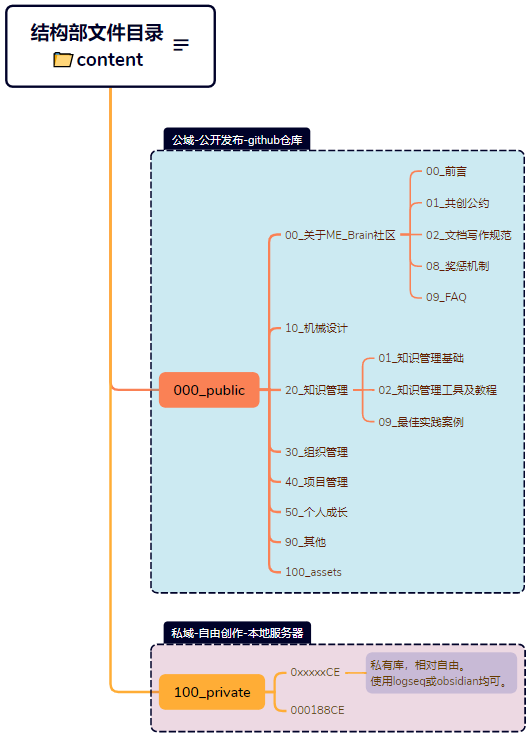 结构部文件目录
content
公域-公开发布-github仓库
00_前言
01_共创公约
00_关于ME_Brain社区
02_文档写作规范
08_奖惩机制
09_FAQ
10_机械设计
01_知识管理基础
000_public
20_知识管理
02_知识管理工具及教程
09_最佳实践案例
30_组织管理
40_项目管理
50_个人成长
90_其他
100_assets
私域-自由创作-本地服务器
0xxxxxCE
私有库，相对自由。
使用logseq或obsidian均可。
100_private
000188CE